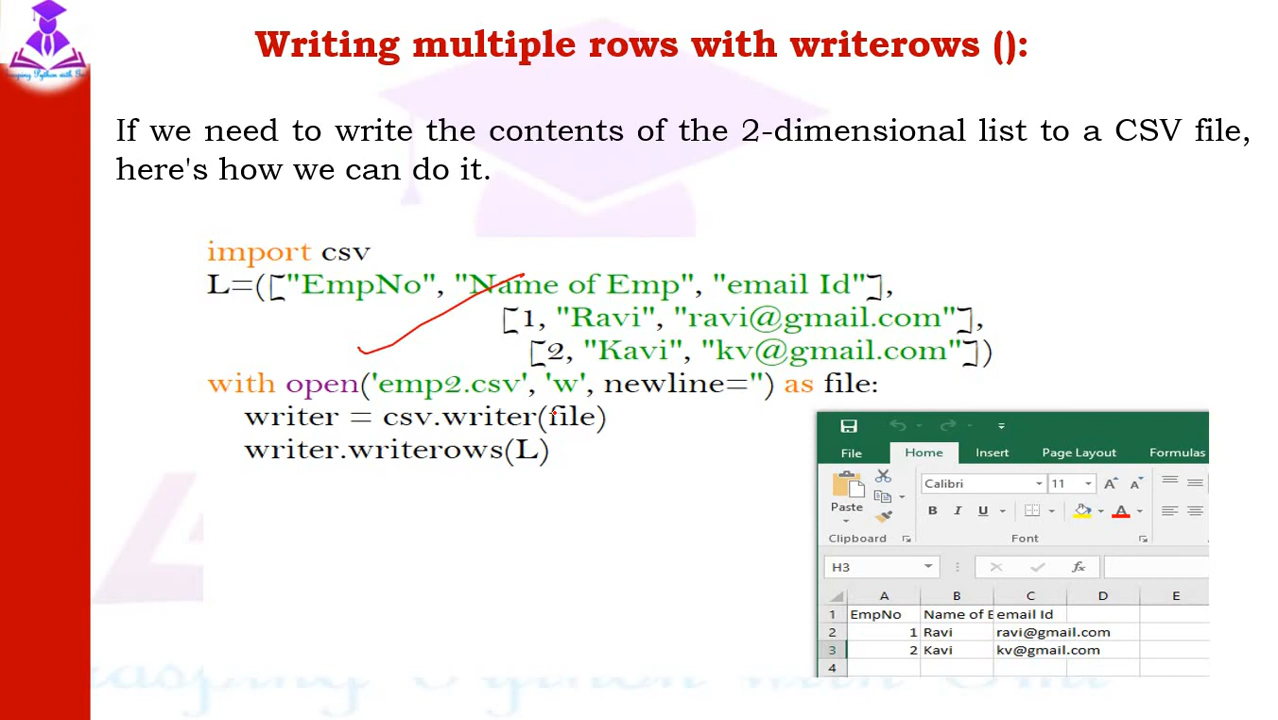 Writing multiple rows with writerows ():
If we need to write the contents of the 2-dimensional list to a CSV file,
here's how we can do it.
import csv
L=(["EmpNo", "Name of Emp", "email Id"],
[1, "Ravi", "ravi@gmail.com"],
[2, "Kavi", "kv@gmail.com"])
with open('emp2.csv', 'w', newline='') as file:
writer = csv.writer(file)
writer.writerows(L)
File Home Insert Page Layout Formulas
Paste
Calibri 11 A A
B I U A
Clipboard Font
H3 fx
A B C D E
1 EmpNo Name of E email Id
2 1 Ravi ravi@gmail.com
3 2 Kavi kv@gmail.com
4